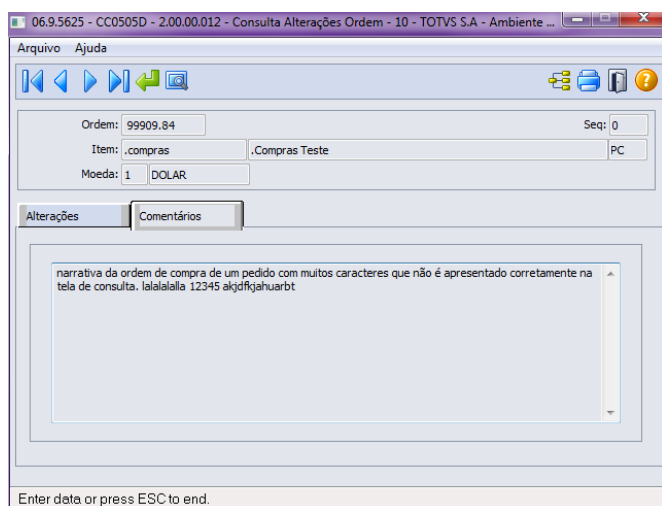 06.9.5625 - CC0505D - 2.00.00.012 - Consulta Alterações Ordem - 10 - TOTVS S.A - Ambiente ...
Arquivo Ajuda
Ordem: 99909.84 Seq: 0
Item: .compras .Compras Teste PC
Moeda: 1 DOLAR
Alterações Comentários
narrativa da ordem de compra de um pedido com muitos caracteres que não é apresentado corretamente na
tela de consulta. lalalalalla 12345 akjdfkjahuarbt
Enter data or press ESC to end.